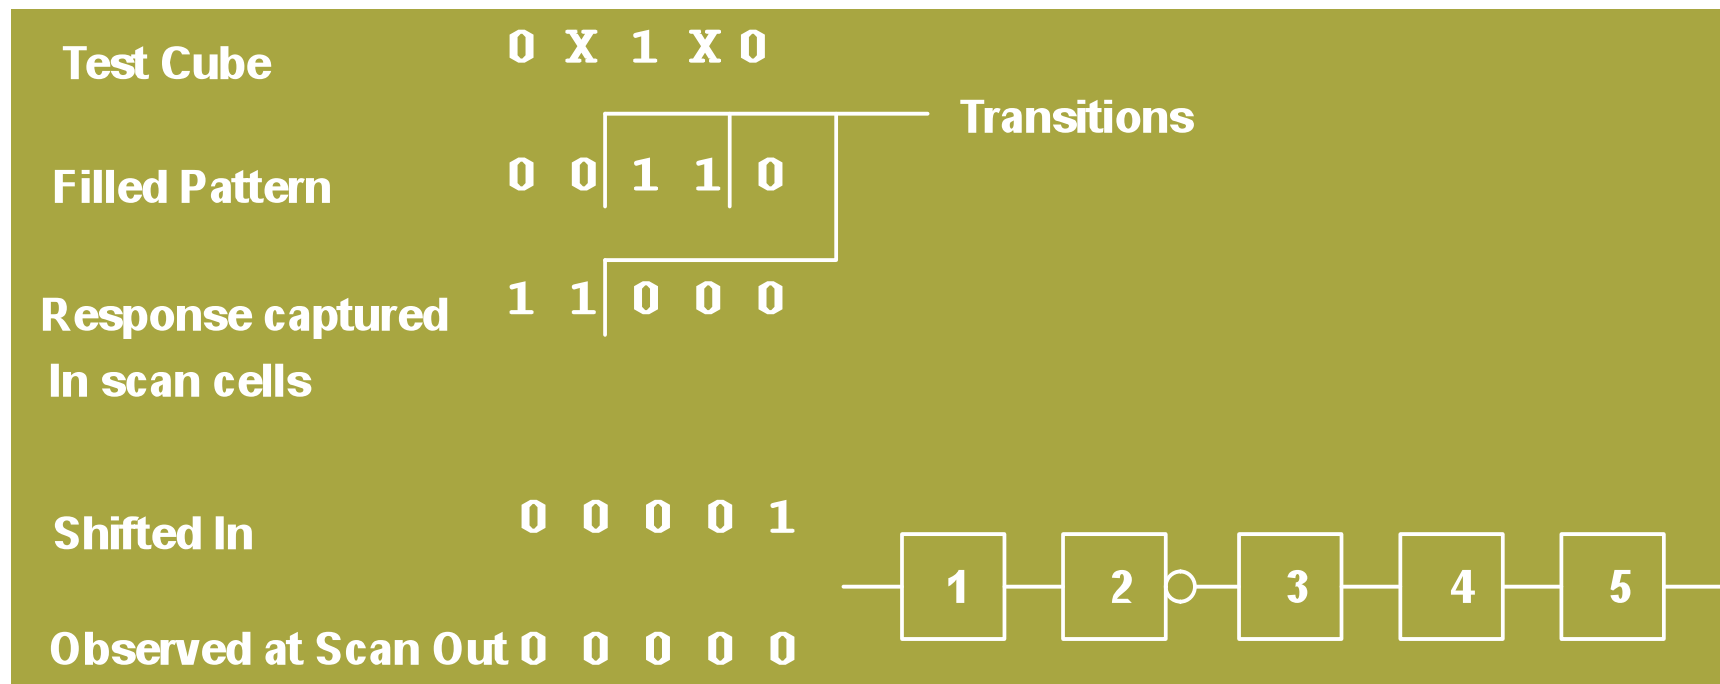 Test Cube 0 X 1 X 0
Transitions
Filled Pattern 0 0 1 1 0
Response captured 1 1 0 0 0
In scan cells
Shifted In 0 0 0 0 1
1 2 3 4 5
Observed at Scan Out 0 0 0 0 0